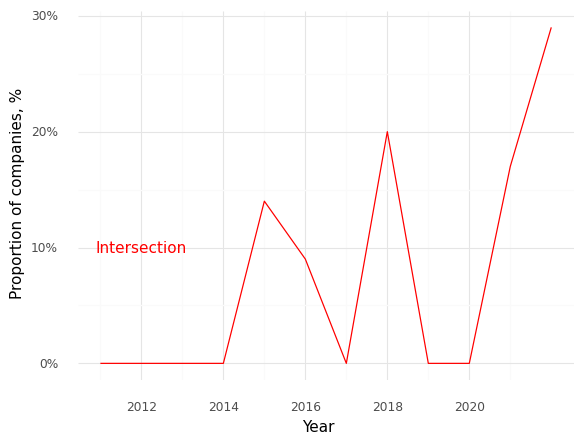 30%
20%
10%
0%
Proportion of companies, %
Intersection
2012 2014 2016 2018 2020
Year